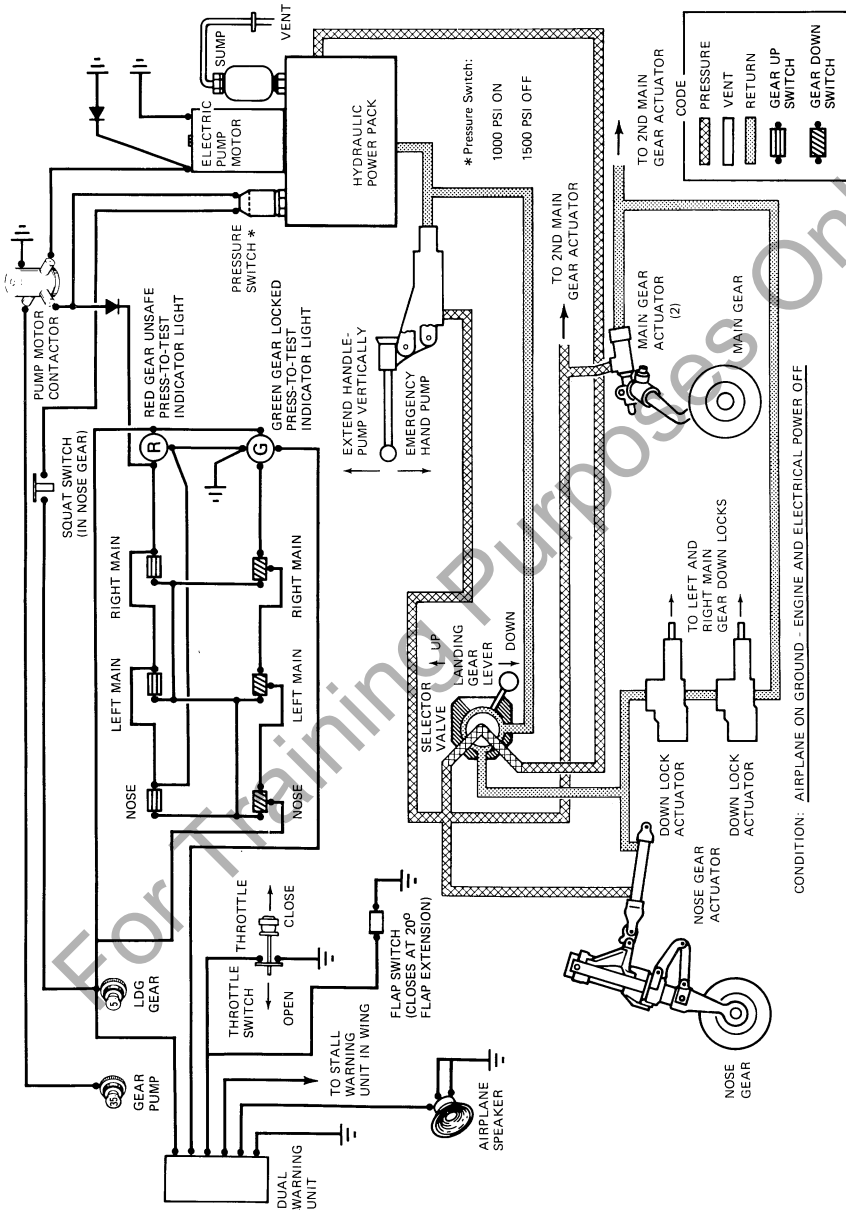 VENT
SUMP
ELECTRIC
PUMP
MOTOR
HYDRAULIC
POWER PACK
PRESSURE
SWITCH *
* Pressure Switch:
1000 PSI ON
1500 PSI OFF
PUMP MOTOR
CONTACTOR
RED GEAR UNSAFE
PRESS-TO-TEST
INDICATOR LIGHT
GREEN GEAR LOCKED
PRESS-TO-TEST
INDICATOR LIGHT
R
G
SQUAT SWITCH
(IN NOSE GEAR)
RIGHT MAIN
RIGHT MAIN
LEFT MAIN
LEFT MAIN
NOSE
NOSE
THROTTLE
CLOSE
THROTTLE
SWITCH
OPEN
FLAP SWITCH
(CLOSES AT 20°
FLAP EXTENSION)
5
LDG
GEAR
35
GEAR
PUMP
TO STALL
WARNING
UNIT IN WING
AIRPLANE
SPEAKER
DUAL
WARNING
UNIT
EXTEND HANDLE-
PUMP VERTICALLY
EMERGENCY
HAND PUMP
TO 2ND MAIN
GEAR ACTUATOR
TO 2ND MAIN
GEAR ACTUATOR
MAIN GEAR
ACTUATOR
(2)
MAIN GEAR
SELECTOR
VALVE
UP
LANDING
GEAR
LEVER
DOWN
TO LEFT AND
RIGHT MAIN
GEAR DOWN LOCKS
DOWN LOCK
ACTUATOR
DOWN LOCK
ACTUATOR
NOSE GEAR
ACTUATOR
NOSE
GEAR
CODE
PRESSURE
VENT
RETURN
GEAR UP
SWITCH
GEAR DOWN
SWITCH
CONDITION: AIRPLANE ON GROUND - ENGINE AND ELECTRICAL POWER OFF
For Training Purposes Onl